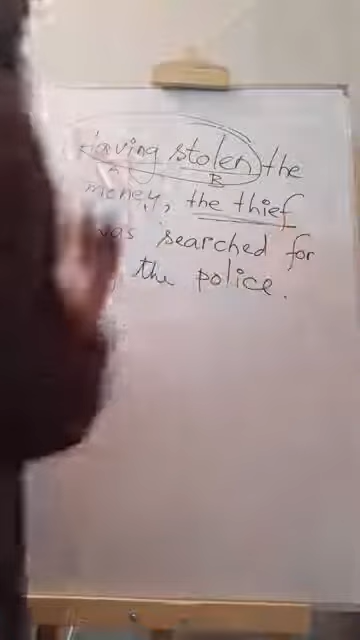 Having stolen the
B
money, the thief
was searched for
the police.